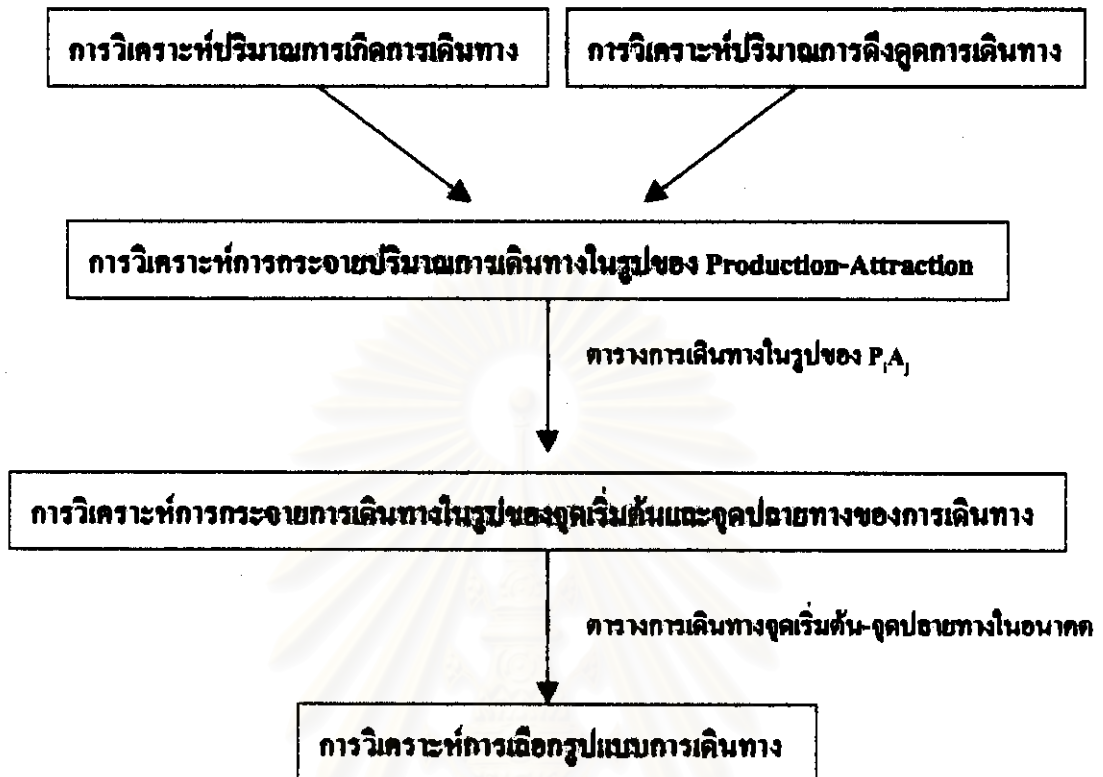 การวิเคราะห์ปริมาณการเกิดการเดินทาง
การวิเคราะห์ปริมาณการดึงดูดการเดินทาง
การวิเคราะห์การกระจายปริมาณการเดินทางในรูปของ Production-Attraction
ตารางการเดินทางในรูปของ PᵢAⱼ
การวิเคราะห์การกระจายการเดินทางในรูปของจุดเริ่มต้นและจุดปลายทางของการเดินทาง
ตารางการเดินทางจุดเริ่มต้น-จุดปลายทางในอนาคต
การวิเคราะห์การเลือกรูปแบบการเดินทาง